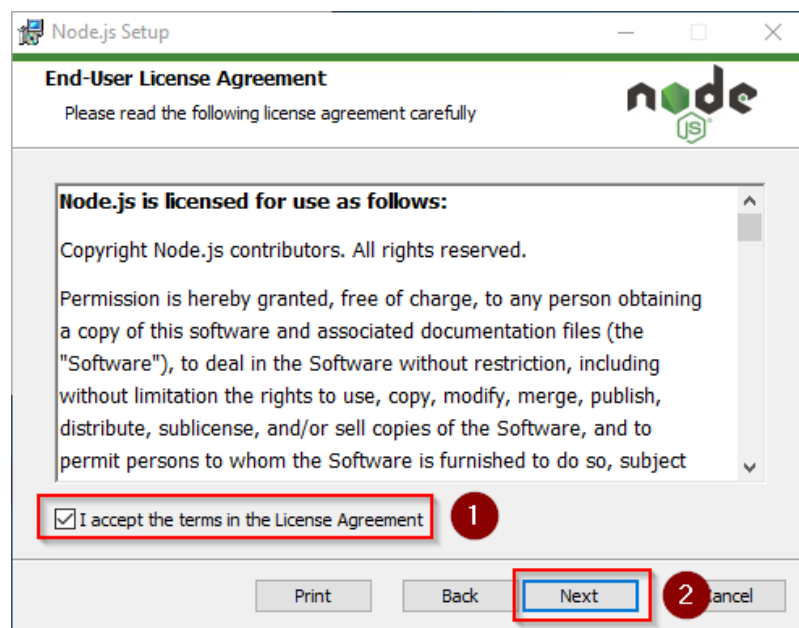 Node.js Setup
End-User License Agreement
Please read the following license agreement carefully
node
JS
Node.js is licensed for use as follows:
Copyright Node.js contributors. All rights reserved.
Permission is hereby granted, free of charge, to any person obtaining
a copy of this software and associated documentation files (the
"Software"), to deal in the Software without restriction, including
without limitation the rights to use, copy, modify, merge, publish,
distribute, sublicense, and/or sell copies of the Software, and to
permit persons to whom the Software is furnished to do so, subject
I accept the terms in the License Agreement 1
Print Back Next 2 ancel